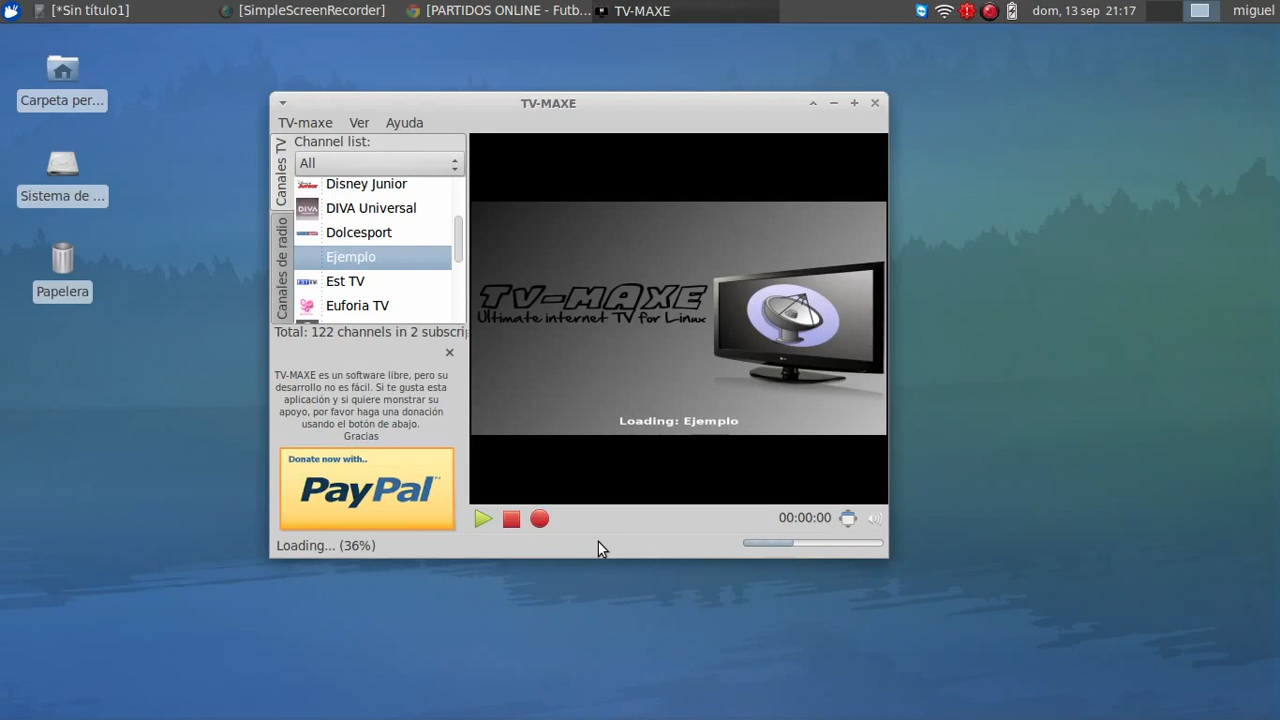 [*Sin título1]
[SimpleScreenRecorder]
[PARTIDOS ONLINE - Futb...
TV-MAXE
dom, 13 sep 21:17
miguel
Carpeta per...
Sistema de ...
Papelera
TV-MAXE
TV-maxe Ver Ayuda
Canales TV
Canales de radio
Channel list:
All
Disney Junior
DIVA
DIVA Universal
Dolcesport
Ejemplo
Est TV
Euforia TV
Total: 122 channels in 2 subscri
TV-MAXE es un software libre, pero su
desarrollo no es fácil. Si te gusta esta
aplicación y si quiere monstrar su
apoyo, por favor haga una donación
usando el botón de abajo.
Gracias
Donate now with..
PayPal
TV-MAXE
Ultimate internet TV for Linux
Loading: Ejemplo
00:00:00
Loading... (36%)